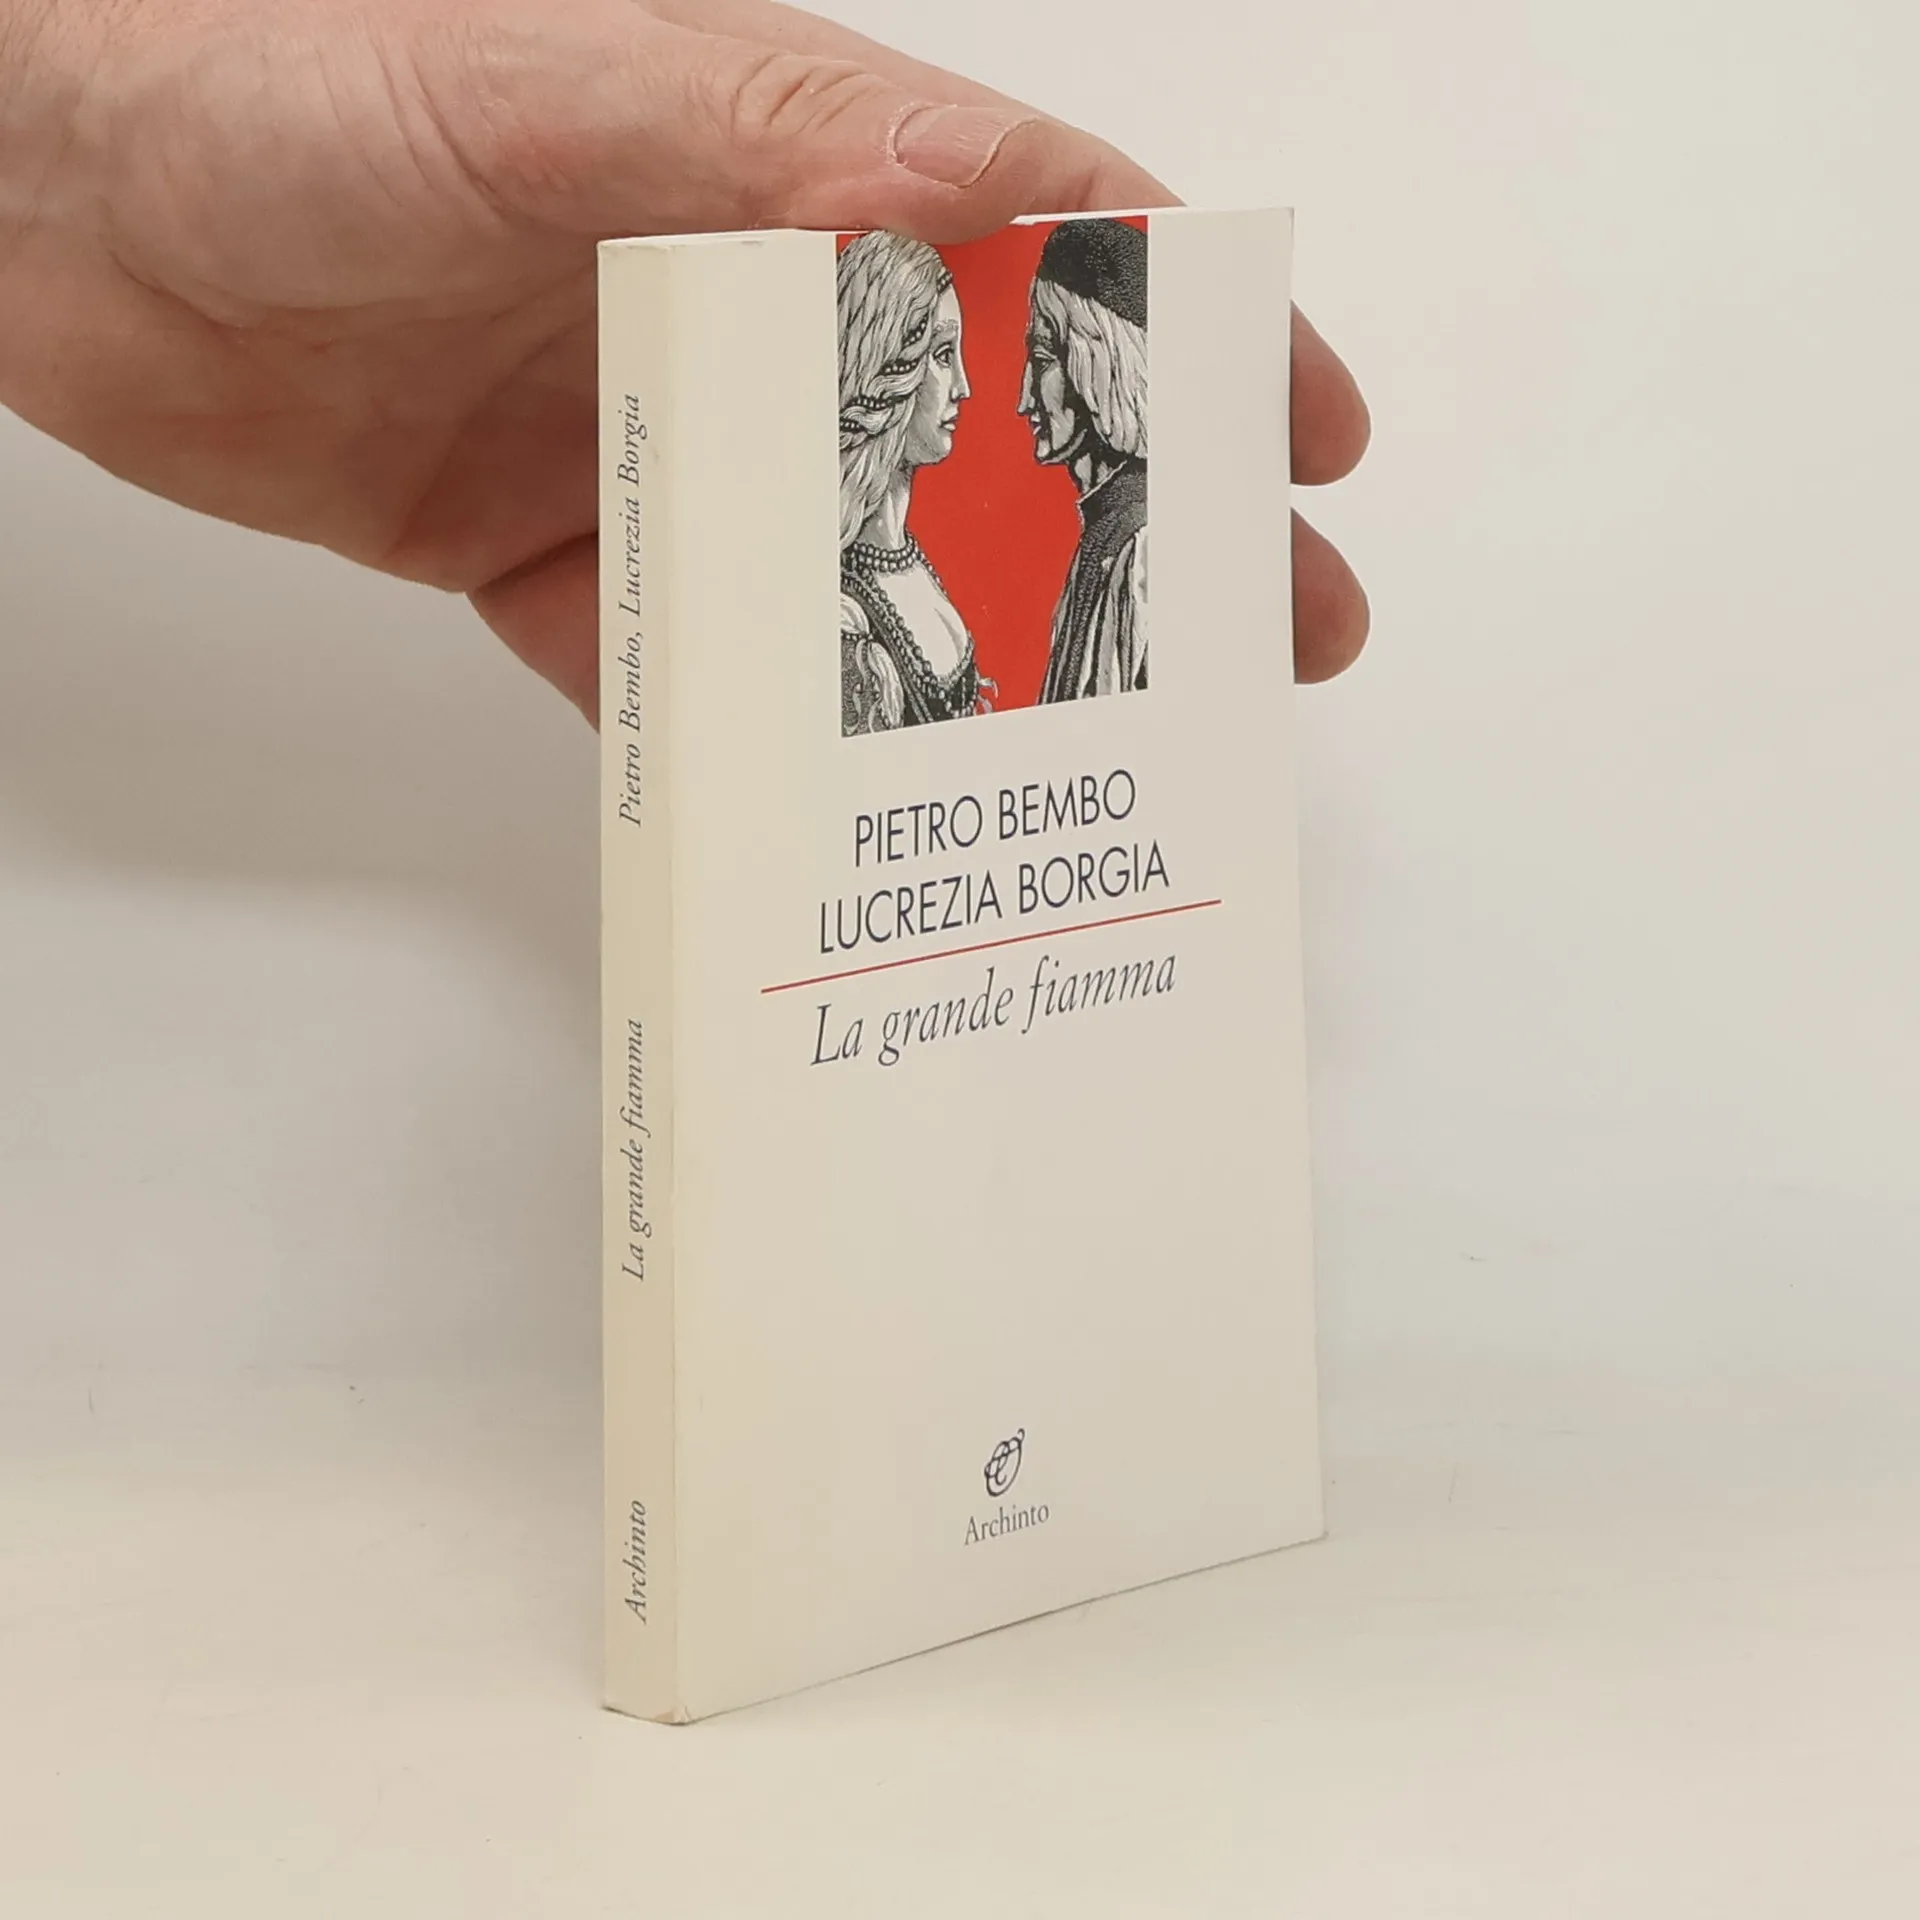 Pietro Bembo, Lucrezia Borgia
La grande fiamma
Archinto
PIETRO BEMBO
LUCREZIA BORGIA
La grande fiamma
Archinto